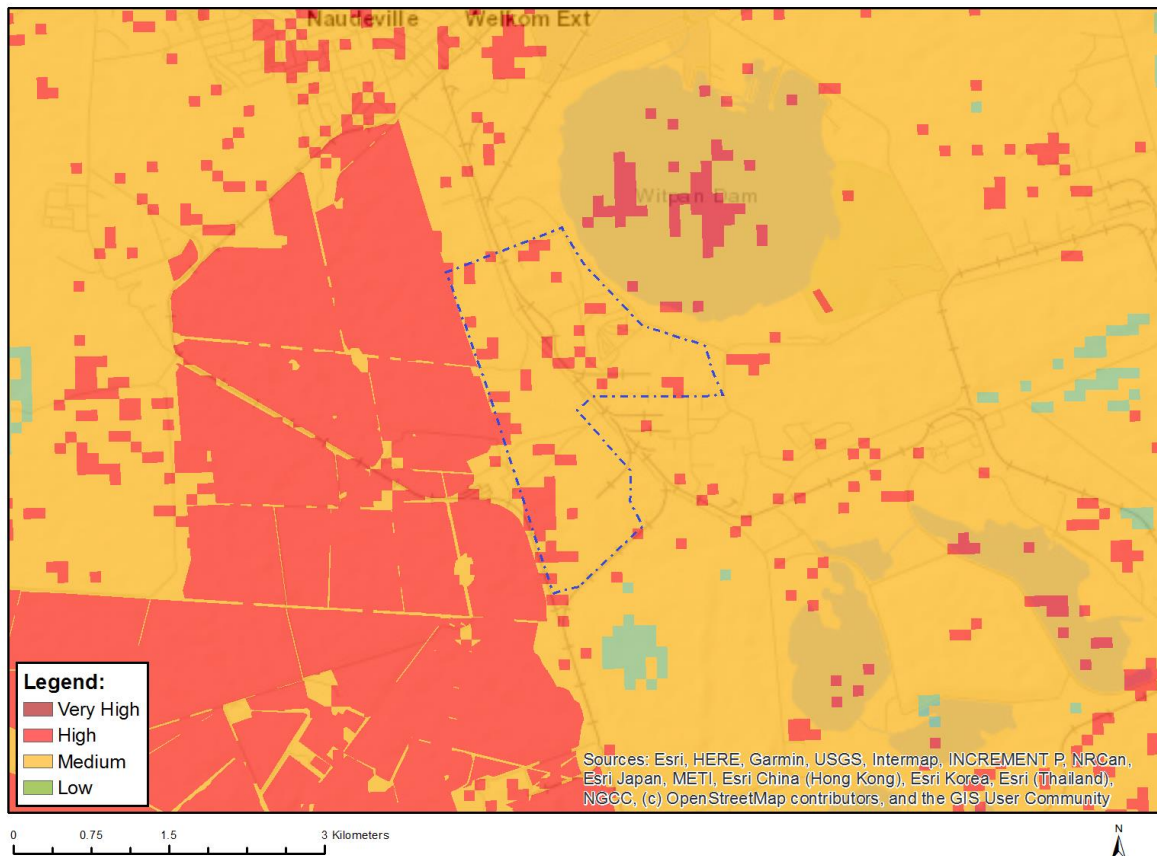 Naudeville
Welkom Ext
Witpan Dam
Legend:
Very High
High
Medium
Low
Sources: Esri, HERE, Garmin, USGS, Intermap, INCREMENT P, NRCan,
Esri Japan, METI, Esri China (Hong Kong), Esri Korea, Esri (Thailand),
NGCC, (c) OpenStreetMap contributors, and the GIS User Community
0 0.75 1.5 3 Kilometers
N